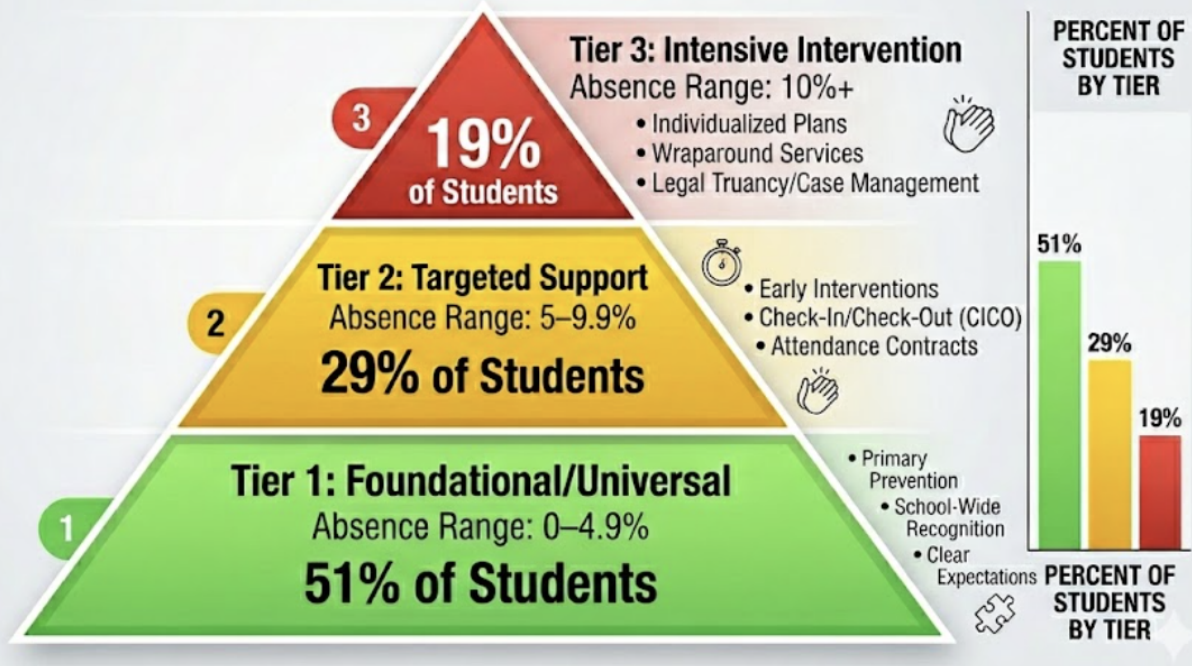 3
19%
of Students
Tier 3: Intensive Intervention
Absence Range: 10%+
• Individualized Plans
• Wraparound Services
• Legal Truancy/Case Management
2
Tier 2: Targeted Support
Absence Range: 5–9.9%
29% of Students
• Early Interventions
• Check-In/Check-Out (CICO)
• Attendance Contracts
1
Tier 1: Foundational/Universal
Absence Range: 0–4.9%
51% of Students
• Primary
Prevention
• School-Wide
Recognition
• Clear
Expectations
PERCENT OF
STUDENTS
BY TIER
51%
29%
19%
PERCENT OF
STUDENTS
BY TIER